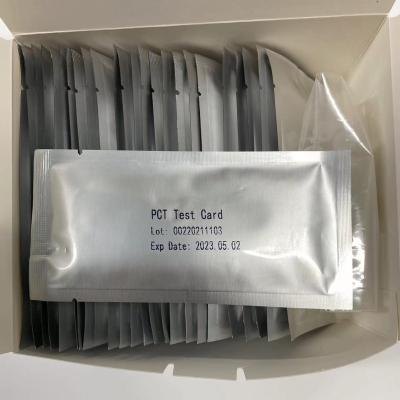 PCT Test Card
Lot: 00220211103
Exp Date: 2023.05.02